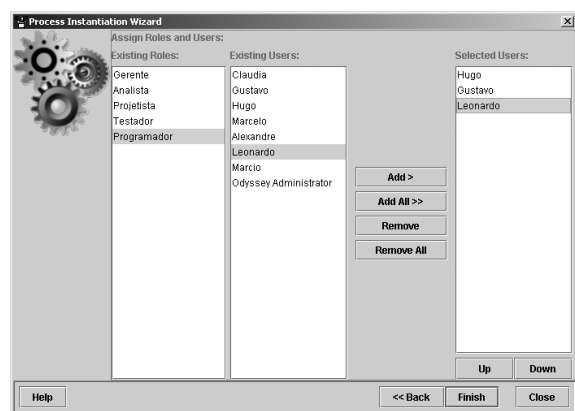 Process Instantiation Wizard
Assign Roles and Users:
Existing Roles:
Gerente
Analista
Projetista
Testador
Programador
Existing Users:
Claudia
Gustavo
Hugo
Marcelo
Alexandre
Leonardo
Marcio
Odyssey Administrator
Add >
Add All >>
Remove
Remove All
Selected Users:
Hugo
Gustavo
Leonardo
Up
Down
Help
<< Back
Finish
Close